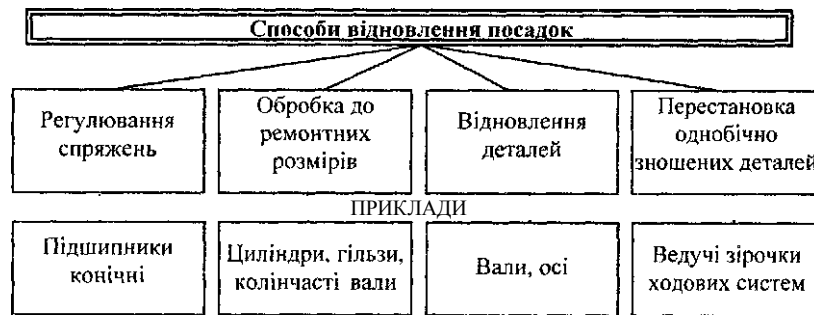 Способи відновлення посадок
Регулювання
спряжень
Обробка до
ремонтних
розмірів
Відновлення
деталей
Перестановка
однобічно
зношених деталей
ПРИКЛАДИ
Підшипники
конічні
Циліндри, гільзи,
колінчасті вали
Вали, осі
Ведучі зірочки
ходових систем